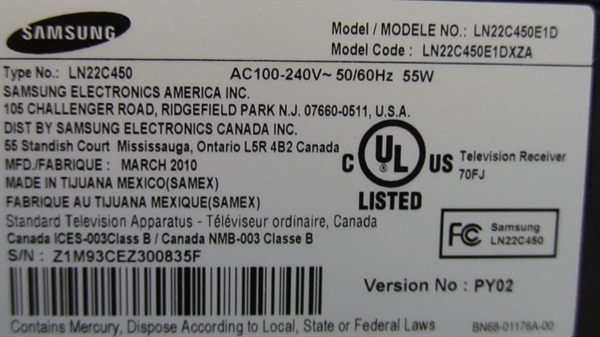 SAMSUNG
Model / MODELE NO.: LN22C450E1D
Model Code : LN22C450E1DXZA
Type No.: LN22C450 AC100-240V~ 50/60Hz 55W
SAMSUNG ELECTRONICS AMERICA INC.
105 CHALLENGER ROAD, RIDGEFIELD PARK N.J. 07660-0511, U.S.A.
DIST BY SAMSUNG ELECTRONICS CANADA INC.
55 Standish Court Mississauga, Ontario L5R 4B2 Canada
MFD./FABRIQUE : MARCH 2010
MADE IN TIJUANA MEXICO(SAMEX)
FABRIQUE AU TIJUANA MEXIQUE(SAMEX)
C UL ® US
LISTED
Television Receiver
70FJ
Standard Television Apparatus - Téléviseur ordinaire, Canada
Canada ICES-003Class B / Canada NMB-003 Classe B
FC Samsung
LN22C450
S/N : Z1M93CEZ300835F
Version No : PY02
Contains Mercury, Dispose According to Local, State or Federal Laws
BN68-01176A-00